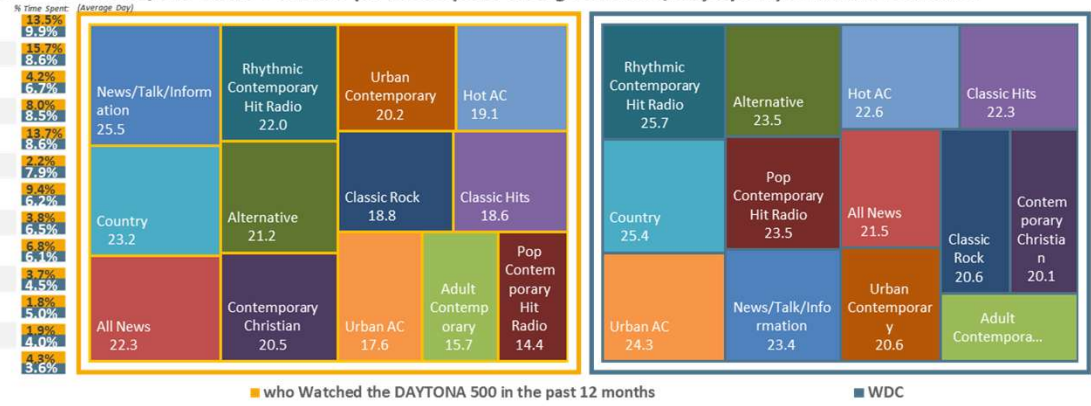 % Time Spent: (Average Day)
13.5%
9.9%
15.7%
8.6%
4.2%
6.7%
8.0%
8.5%
13.7%
8.6%
2.2%
7.9%
9.4%
6.2%
3.8%
6.5%
6.8%
6.1%
3.7%
4.5%
1.8%
5.0%
1.9%
4.0%
4.3%
3.6%
News/Talk/Inform
ation
25.5
Country
23.2
All News
22.3
Rhythmic
Contemporary
Hit Radio
22.0
Alternative
21.2
Contemporary
Christian
20.5
Urban
Contemporary
20.2
Hot AC
19.1
Classic Rock
18.8
Classic Hits
18.6
Urban AC
17.6
Adult
Contemp
orary
15.7
Pop
Contem
porary
Hit
Radio
14.4
Rhythmic
Contemporary
Hit Radio
25.7
Country
25.4
Urban AC
24.3
Alternative
23.5
Pop
Contemporary
Hit Radio
23.5
News/Talk/Info
rmation
23.4
Hot AC
22.6
Classic Hits
22.3
All News
21.5
Urban
Contemporar
y
20.6
Classic
Rock
20.6
Contem
porary
Christia
n
20.1
Adult
Contempora...
who Watched the DAYTONA 500 in the past 12 months
WDC